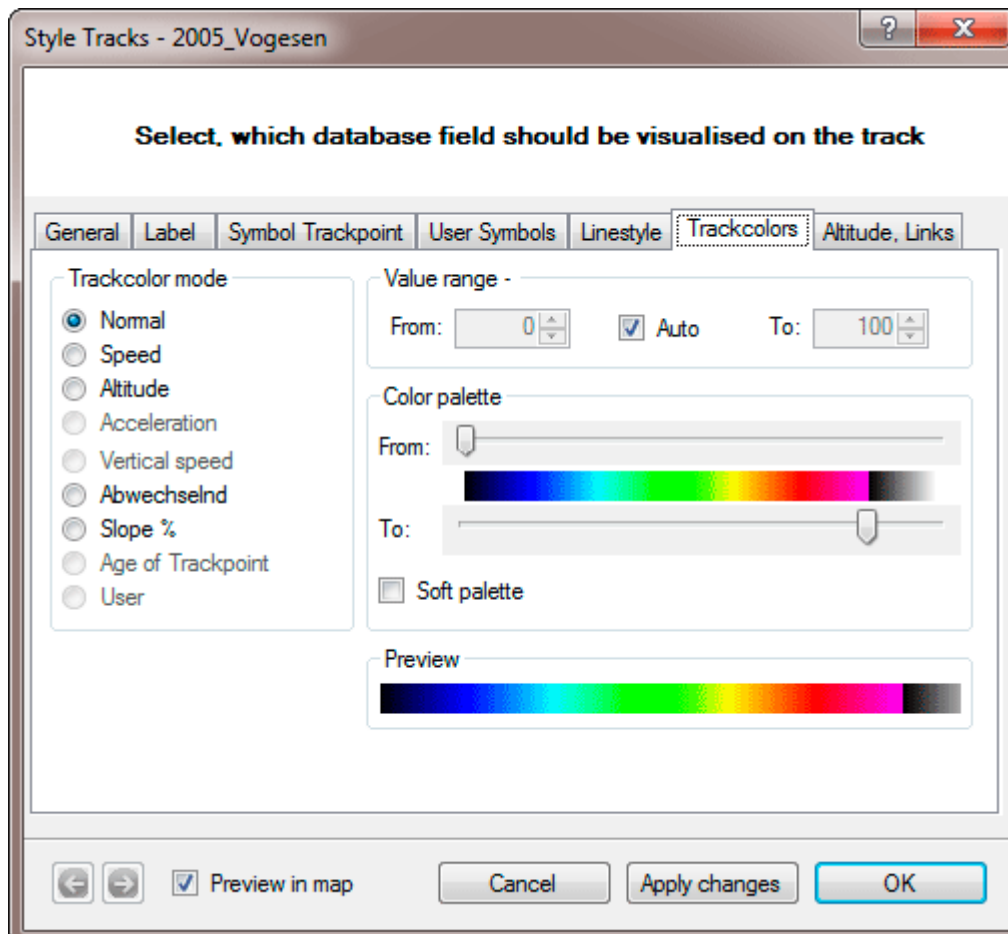 Style Tracks - 2005_Vogesen
?
Select, which database field should be visualised on the track
General Label Symbol Trackpoint User Symbols Linestyle Trackcolors Altitude, Links
Trackcolor mode
Normal
Speed
Altitude
Acceleration
Vertical speed
Abwechselnd
Slope %
Age of Trackpoint
User
Value range -
From: 0 Auto To: 100
Color palette
From:
To:
Soft palette
Preview
Preview in map Cancel Apply changes OK